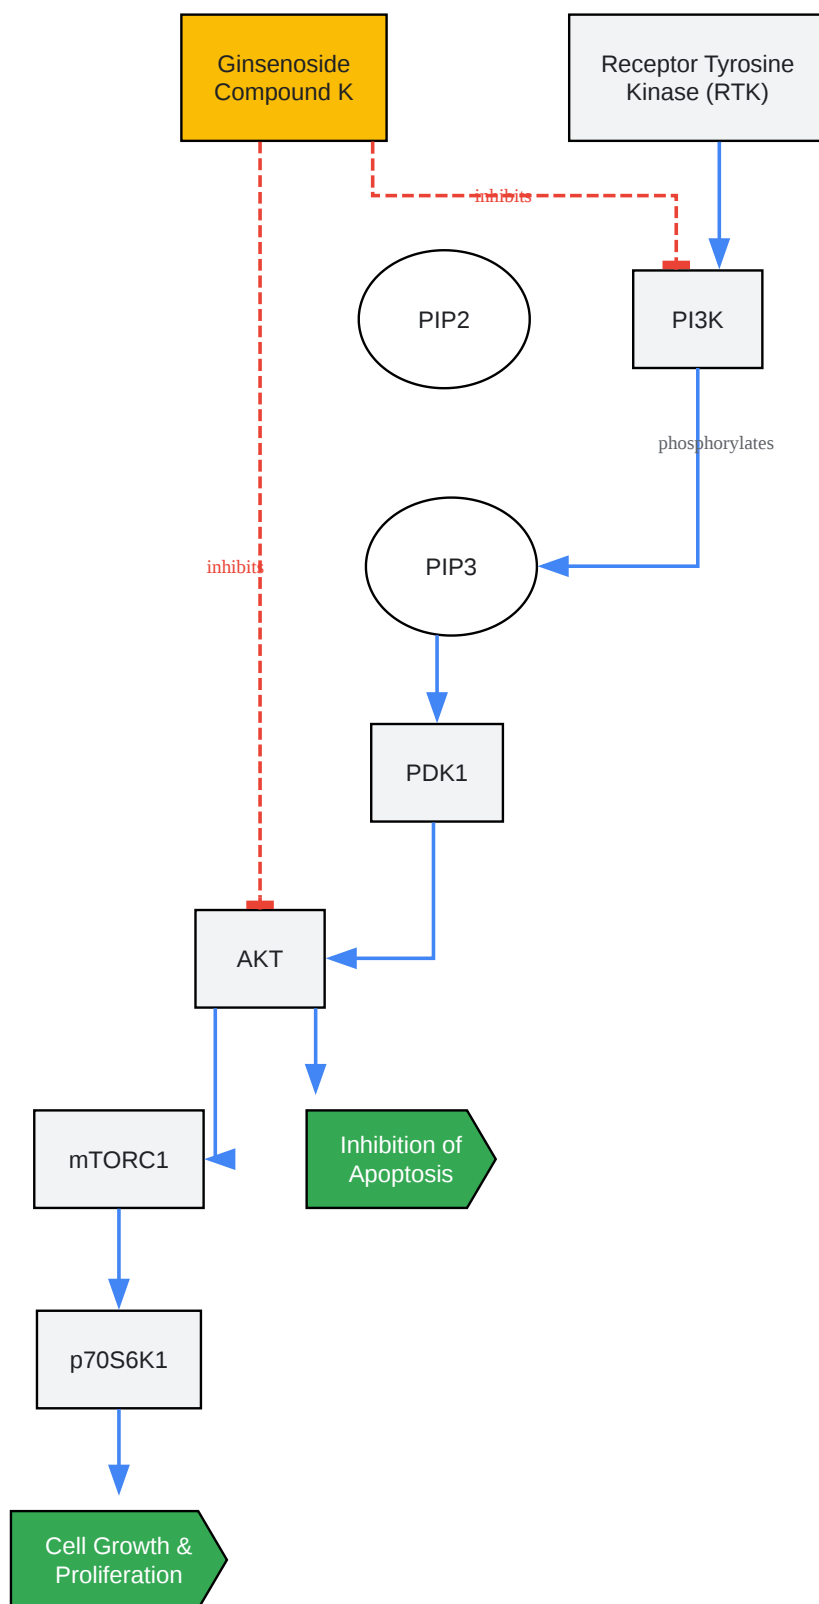 Ginsenoside
Compound K
Receptor Tyrosine
Kinase (RTK)
inhibits
PIP2
PI3K
phosphorylates
inhibits
PIP3
PDK1
AKT
mTORC1
Inhibition of
Apoptosis
p70S6K1
Cell Growth &
Proliferation